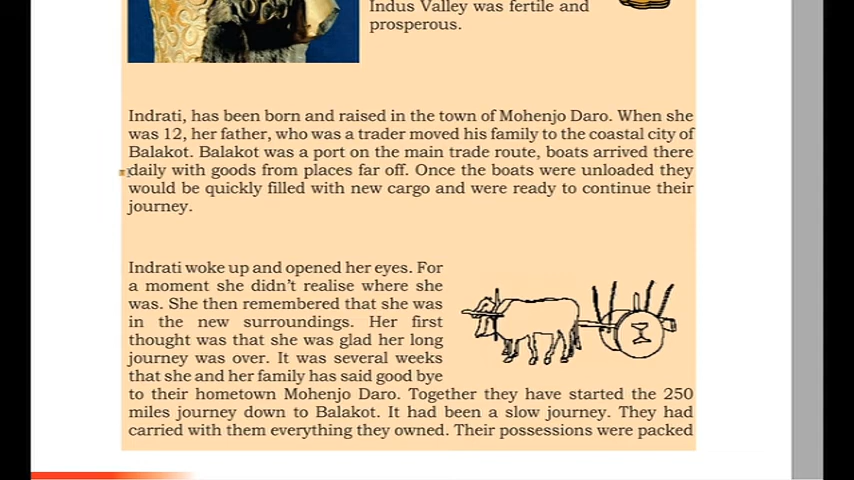 Indus Valley was fertile and
prosperous.
Indrati, has been born and raised in the town of Mohenjo Daro. When she
was 12, her father, who was a trader moved his family to the coastal city of
Balakot. Balakot was a port on the main trade route, boats arrived there
daily with goods from places far off. Once the boats were unloaded they
would be quickly filled with new cargo and were ready to continue their
journey.
Indrati woke up and opened her eyes. For
a moment she didn't realise where she
was. She then remembered that she was
in the new surroundings. Her first
thought was that she was glad her long
journey was over. It was several weeks
that she and her family has said good bye
to their hometown Mohenjo Daro. Together they have started the 250
miles journey down to Balakot. It had been a slow journey. They had
carried with them everything they owned. Their possessions were packed